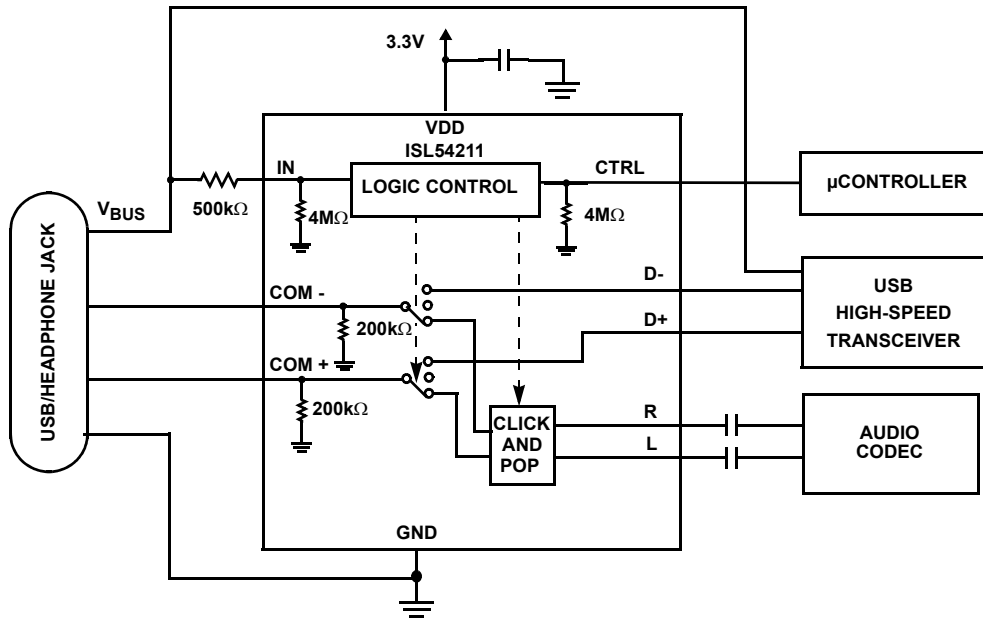 3.3V
VDD
ISL54211
IN
LOGIC CONTROL
CTRL
µCONTROLLER
500kΩ
4MΩ
4MΩ
VBUS
USB/HEADPHONE JACK
COM -
200kΩ
D-
D+
USB
HIGH-SPEED
TRANSCEIVER
COM +
200kΩ
CLICK
AND
POP
R
L
AUDIO
CODEC
GND